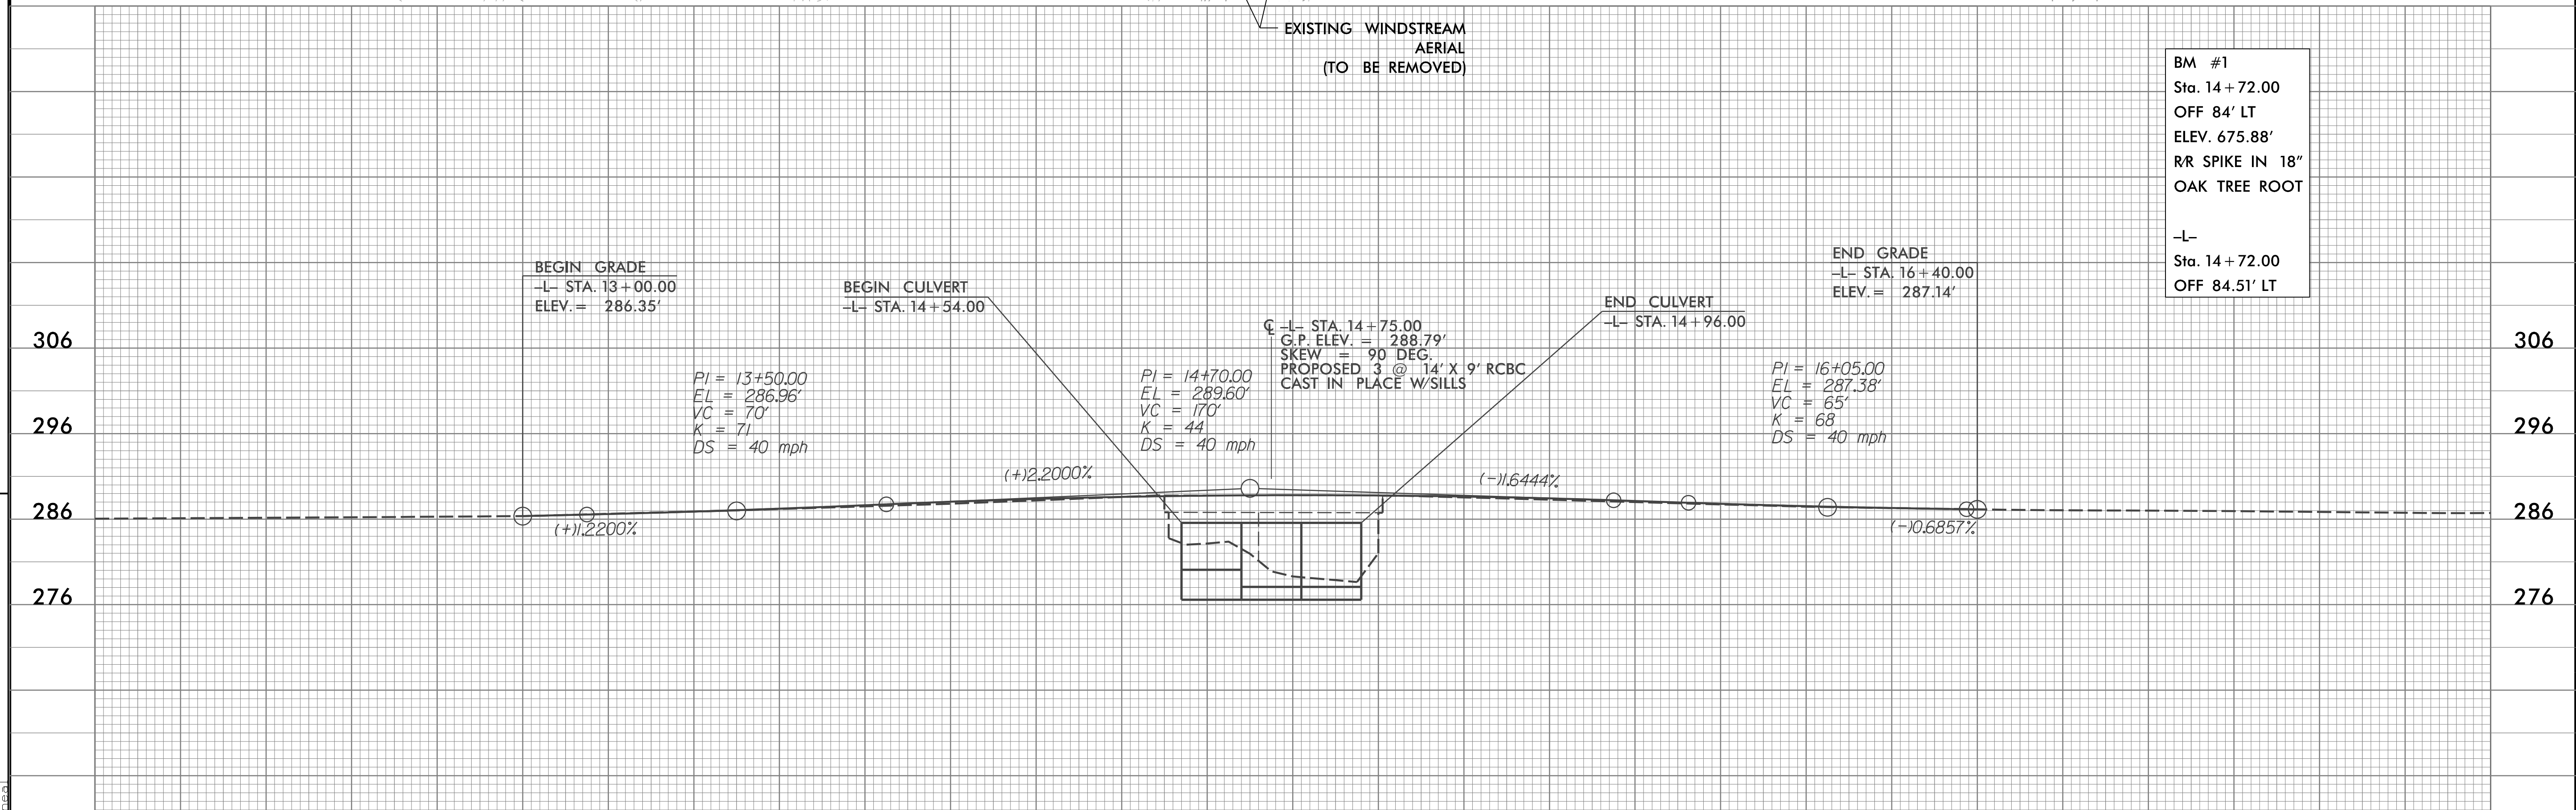 EXISTING WINDSTREAM
AERIAL
(TO BE REMOVED)
BM #1
Sta. 14+72.00
OFF 84' LT
ELEV. 675.88'
R/R SPIKE IN 18"
OAK TREE ROOT
-L-
Sta. 14+72.00
OFF 84.51' LT
BEGIN GRADE
-L- STA. 13+00.00
ELEV.= 286.35'
BEGIN CULVERT
-L- STA. 14+54.00
℄ -L- STA. 14+75.00
G.P. ELEV. = 288.79'
SKEW = 90 DEG.
PROPOSED 3 @ 14' X 9' RCBC
CAST IN PLACE W/SILLS
END CULVERT
-L- STA. 14+96.00
END GRADE
-L- STA. 16+40.00
ELEV.= 287.14'
PI = 13+50.00
EL = 286.96'
VC = 70'
K = 71
DS = 40 mph
PI = 14+70.00
EL = 289.60'
VC = 170'
K = 44
DS = 40 mph
PI = 16+05.00
EL = 287.38'
VC = 65'
K = 68
DS = 40 mph
(+)1.2200%
(+)2.2000%
(-)1.6444%
(-)0.6857%
306
296
286
276
306
296
286
276